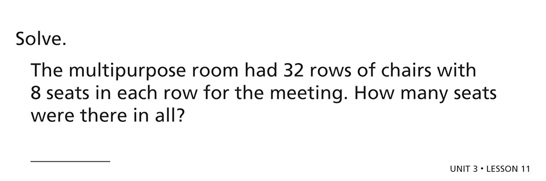 Solve.
The multipurpose room had 32 rows of chairs with
8 seats in each row for the meeting. How many seats
were there in all?
UNIT 3 • LESSON 11